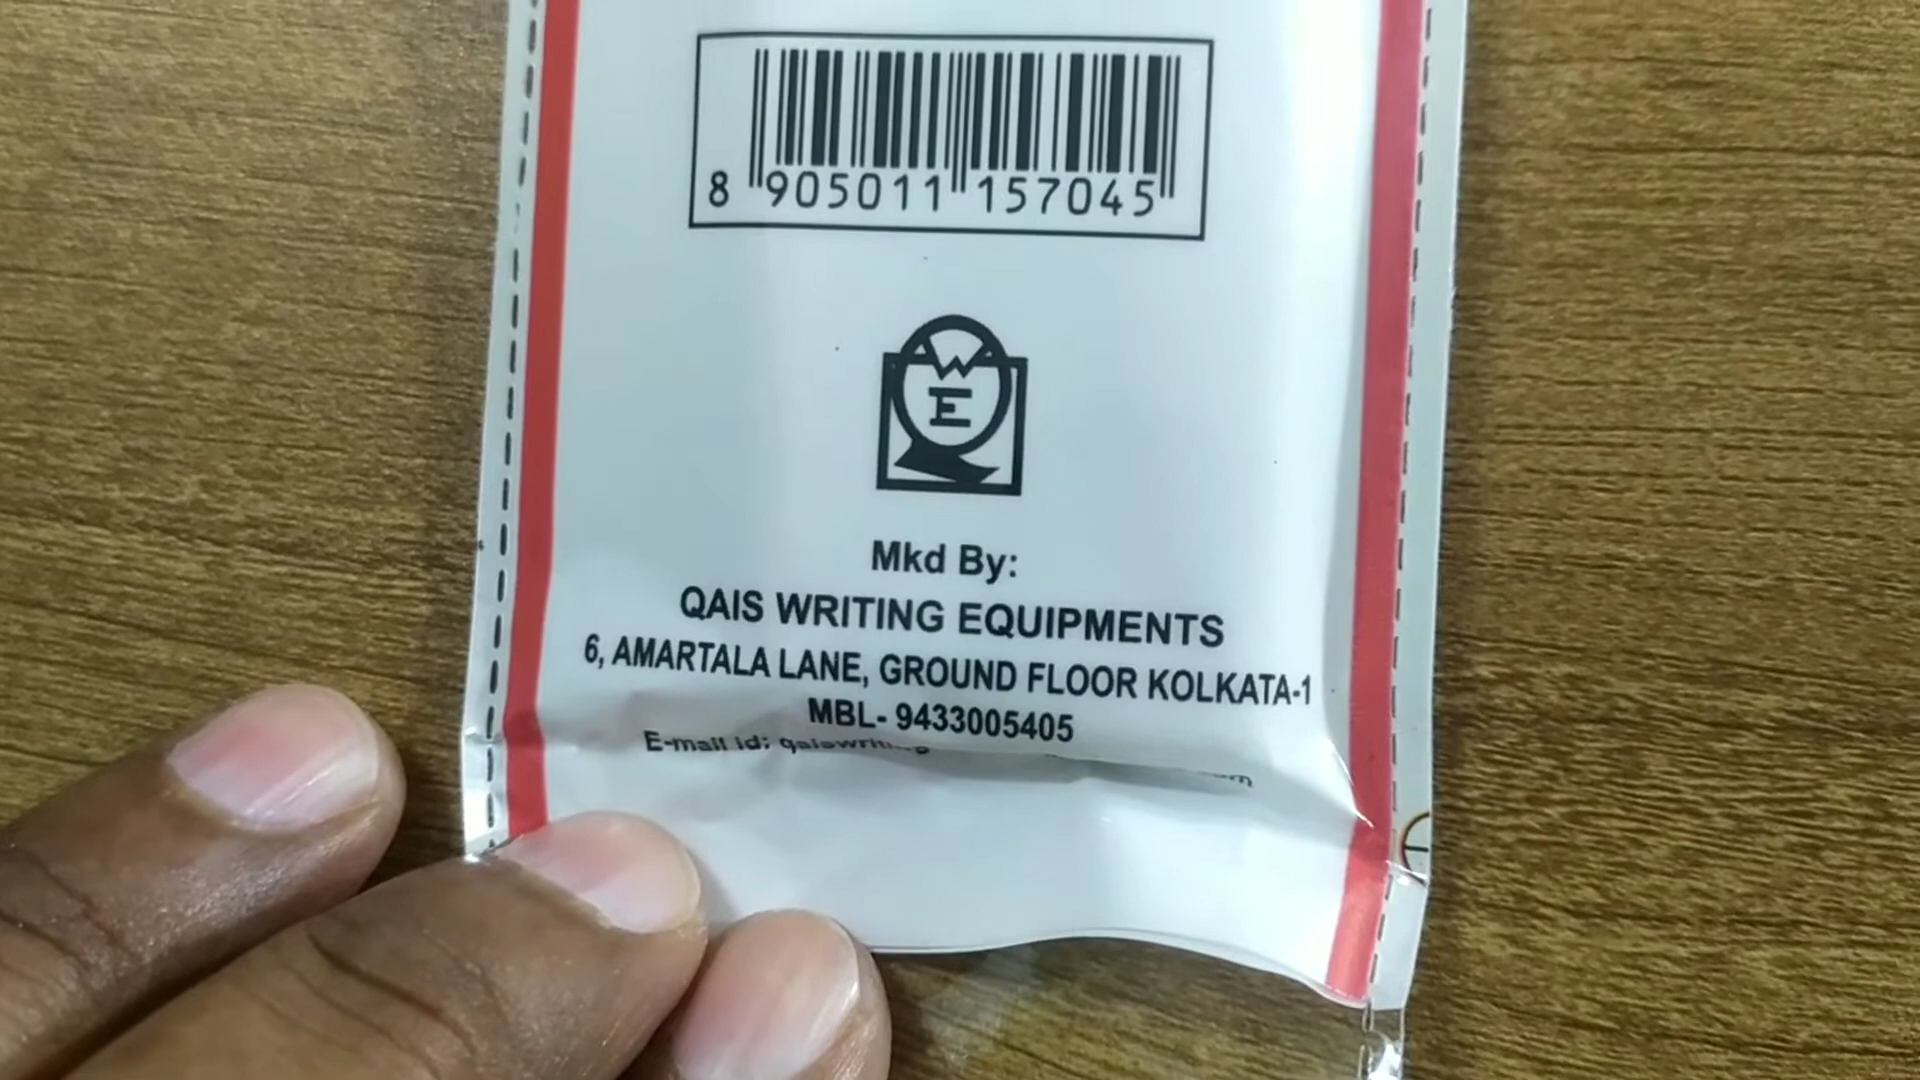 8 905011 157045
W
E
Mkd By:
QAIS WRITING EQUIPMENTS
6, AMARTALA LANE, GROUND FLOOR KOLKATA-1
MBL- 9433005405
E-mail id: